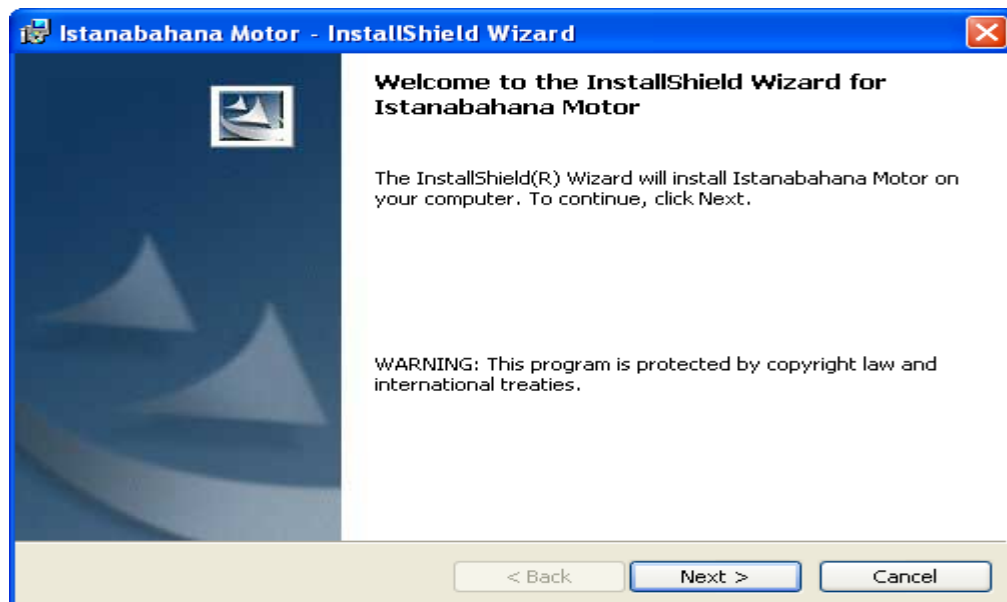 Istanabahana Motor - InstallShield Wizard
Welcome to the InstallShield Wizard for
Istanabahana Motor
The InstallShield(R) Wizard will install Istanabahana Motor on
your computer. To continue, click Next.
WARNING: This program is protected by copyright law and
international treaties.
< Back Next > Cancel